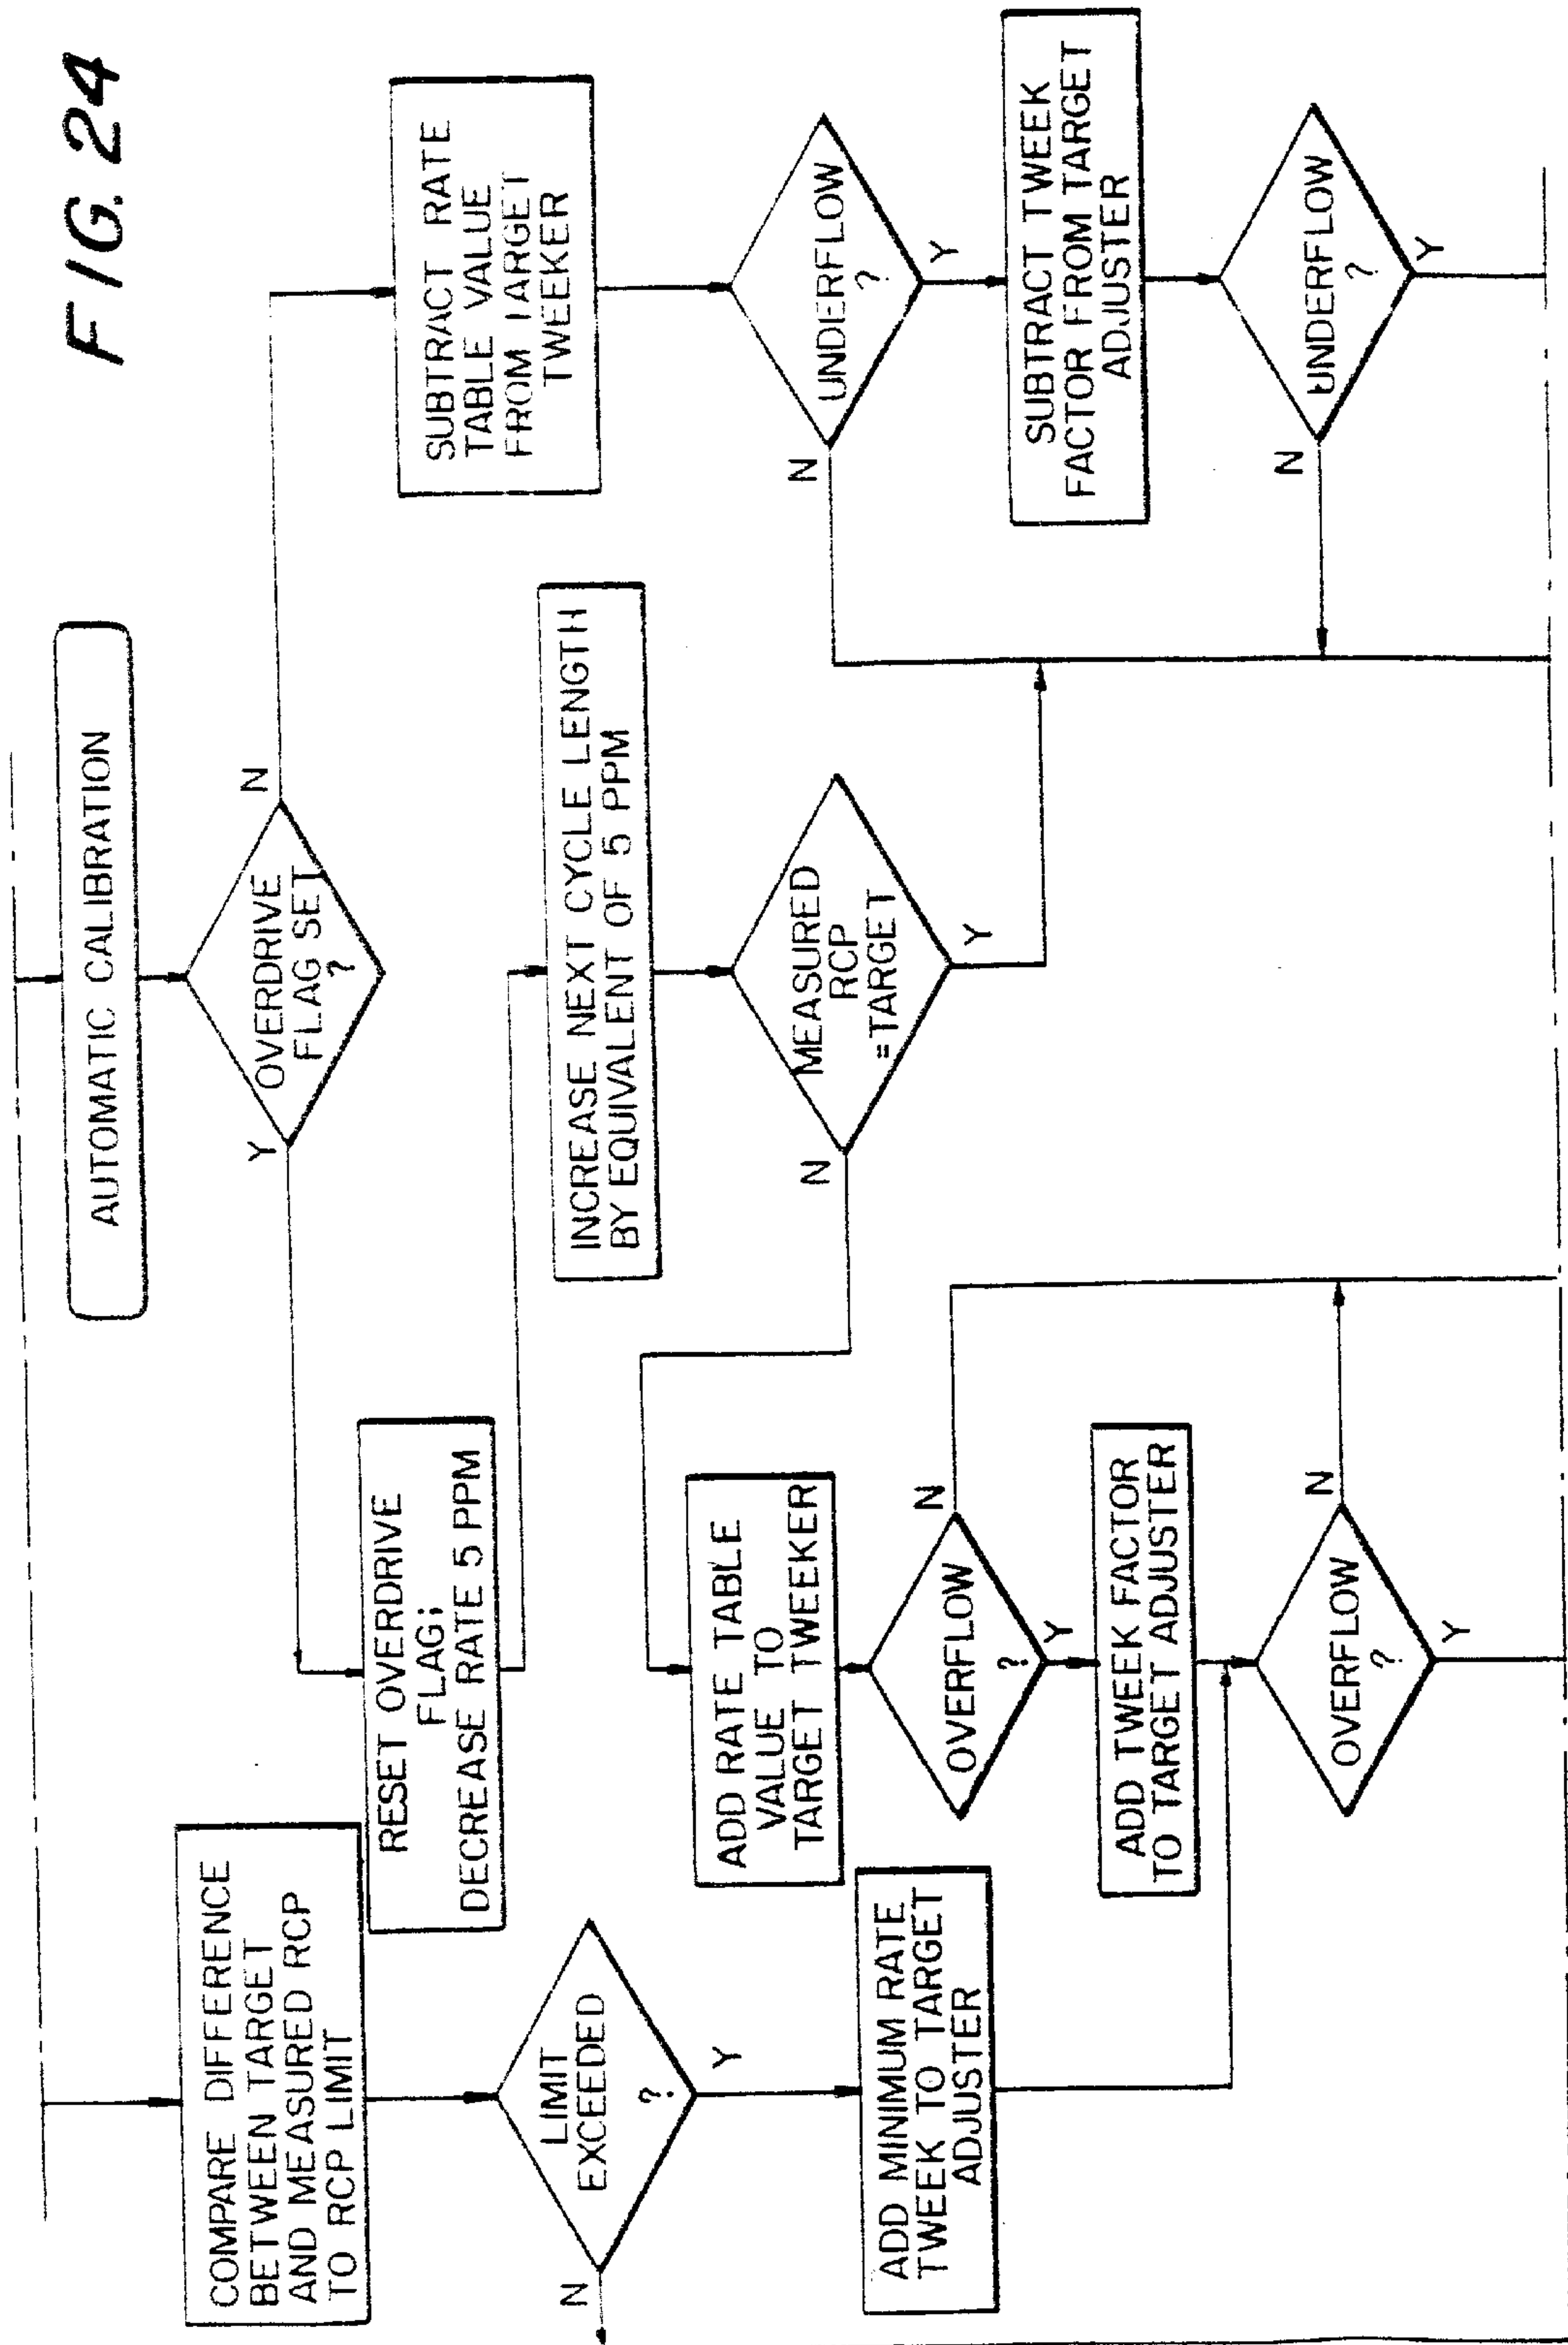 FIG. 24
AUTOMATIC CALIBRATION
OVERDRIVE
FLAG SET
?
Y
N
COMPARE DIFFERENCE
BETWEEN TARGET
AND MEASURED RCP
TO RCP LIMIT
LIMIT
EXCEEDED
?
N
Y
ADD MINIMUM RATE
TWEEK TO TARGET
ADJUSTER
RESET OVERDRIVE
FLAG;
DECREASE RATE 5 PPM
INCREASE NEXT CYCLE LENGTH
BY EQUIVALENT OF 5 PPM
MEASURED
RCP
=TARGET
N
Y
ADD RATE TABLE
VALUE TO
TARGET TWEEKER
OVERFLOW
?
N
Y
ADD TWEEK FACTOR
TO TARGET ADJUSTER
OVERFLOW
?
N
Y
SUBTRACT RATE
TABLE VALUE
FROM TARGET
TWEEKER
UNDERFLOW
?
N
Y
SUBTRACT TWEEK
FACTOR FROM TARGET
ADJUSTER
UNDERFLOW
?
N
Y